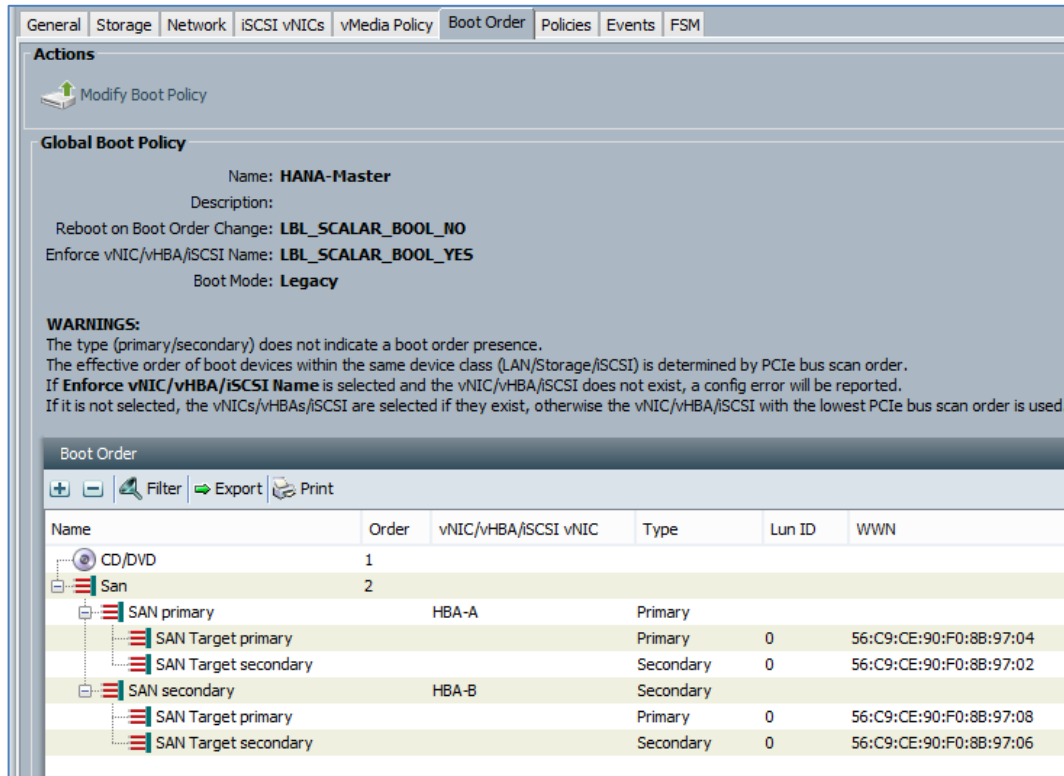 General Storage Network iSCSI vNICs vMedia Policy Boot Order Policies Events FSM
Actions
Modify Boot Policy
Global Boot Policy
Name: HANA-Master
Description:
Reboot on Boot Order Change: LBL_SCALAR_BOOL_NO
Enforce vNIC/vHBA/iSCSI Name: LBL_SCALAR_BOOL_YES
Boot Mode: Legacy
WARNINGS:
The type (primary/secondary) does not indicate a boot order presence.
The effective order of boot devices within the same device class (LAN/Storage/iSCSI) is determined by PCIe bus scan order.
If Enforce vNIC/vHBA/iSCSI Name is selected and the vNIC/vHBA/iSCSI does not exist, a config error will be reported.
If it is not selected, the vNICs/vHBAs/iSCSI are selected if they exist, otherwise the vNIC/vHBA/iSCSI with the lowest PCIe bus scan order is used.
Boot Order
Filter Export Print
Name Order vNIC/vHBA/iSCSI vNIC Type Lun ID WWN
CD/DVD 1
San 2
SAN primary HBA-A Primary
SAN Target primary Primary 0 56:C9:CE:90:F0:8B:97:04
SAN Target secondary Secondary 0 56:C9:CE:90:F0:8B:97:02
SAN secondary HBA-B Secondary
SAN Target primary Primary 0 56:C9:CE:90:F0:8B:97:08
SAN Target secondary Secondary 0 56:C9:CE:90:F0:8B:97:06